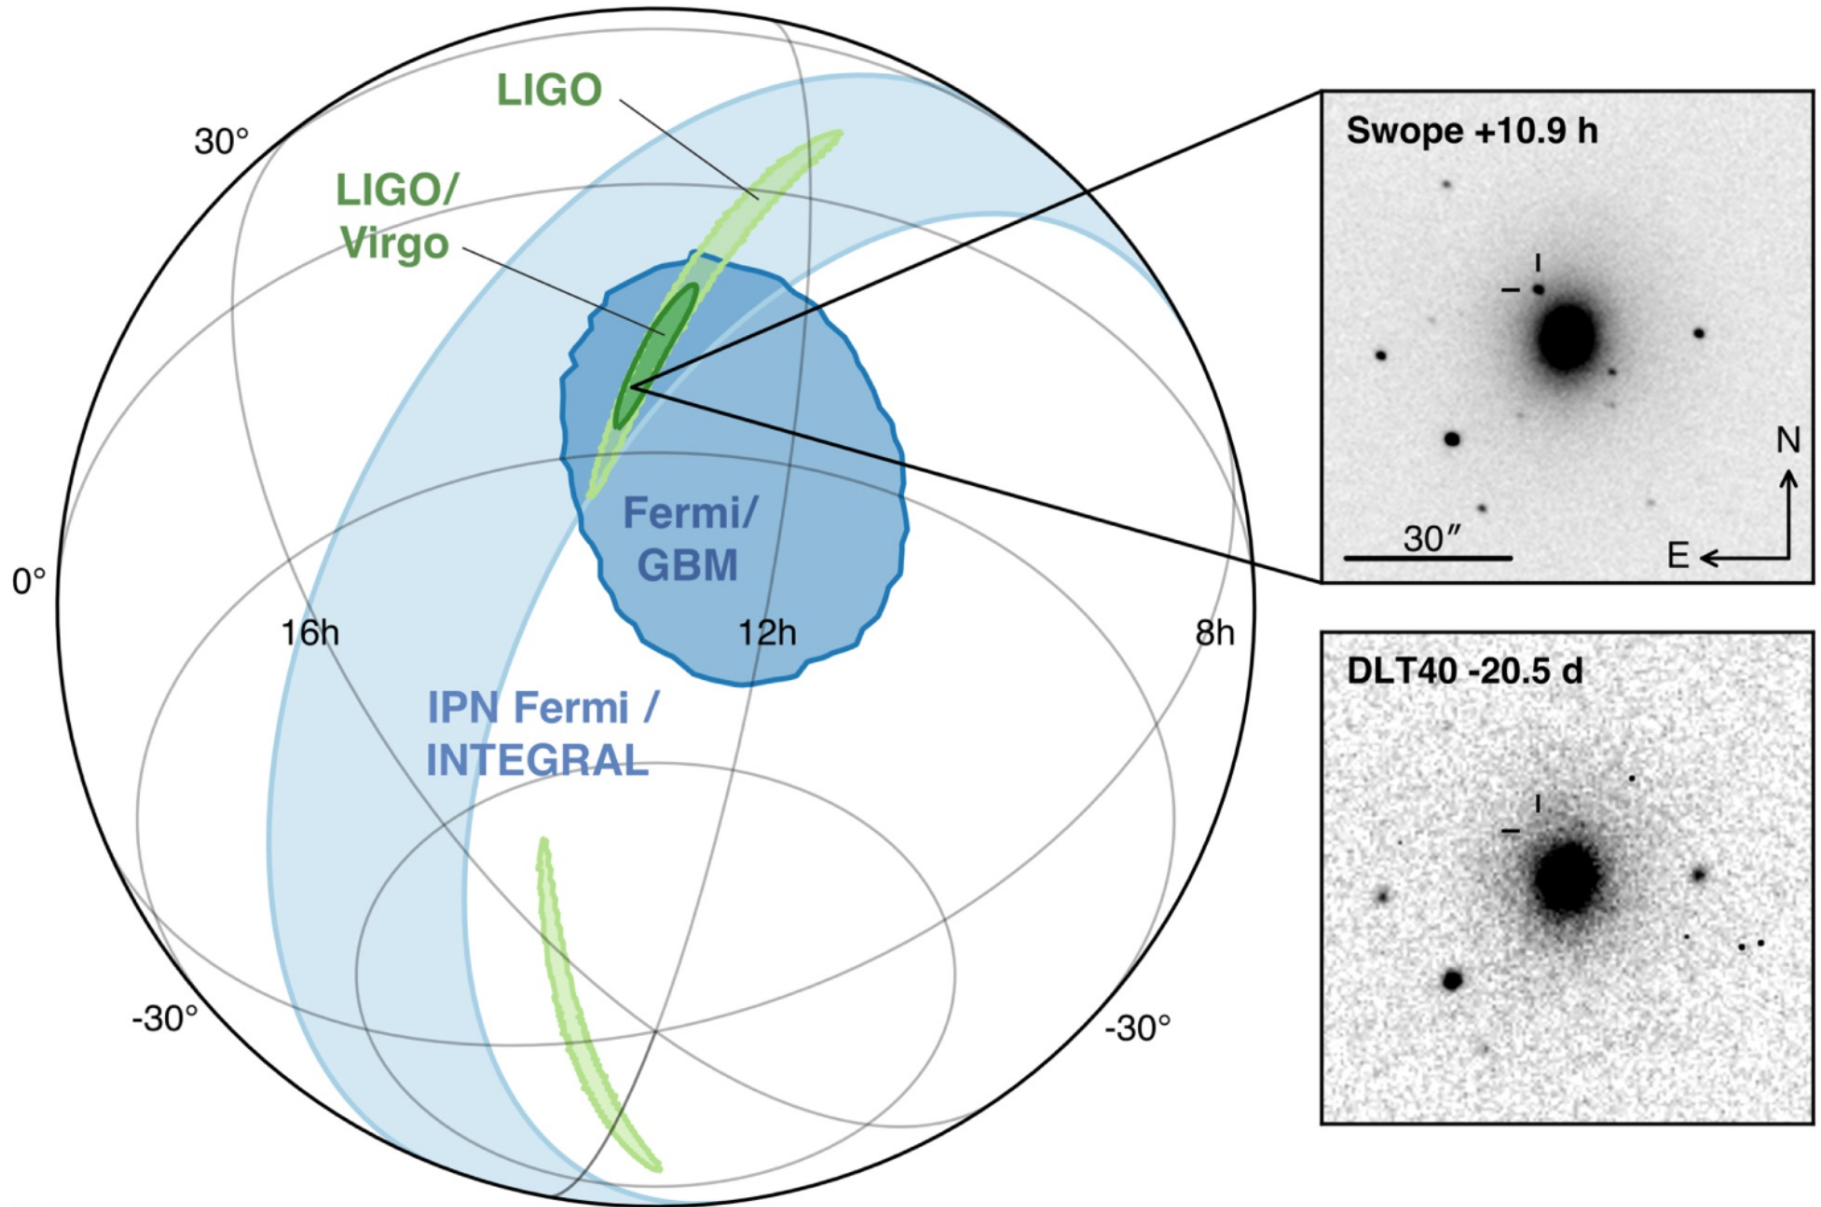 LIGO
30°
LIGO/
Virgo
Fermi/
GBM
0°
16h
12h
8h
IPN Fermi /
INTEGRAL
-30°
-30°
Swope +10.9 h
N
30″
E
DLT40 -20.5 d